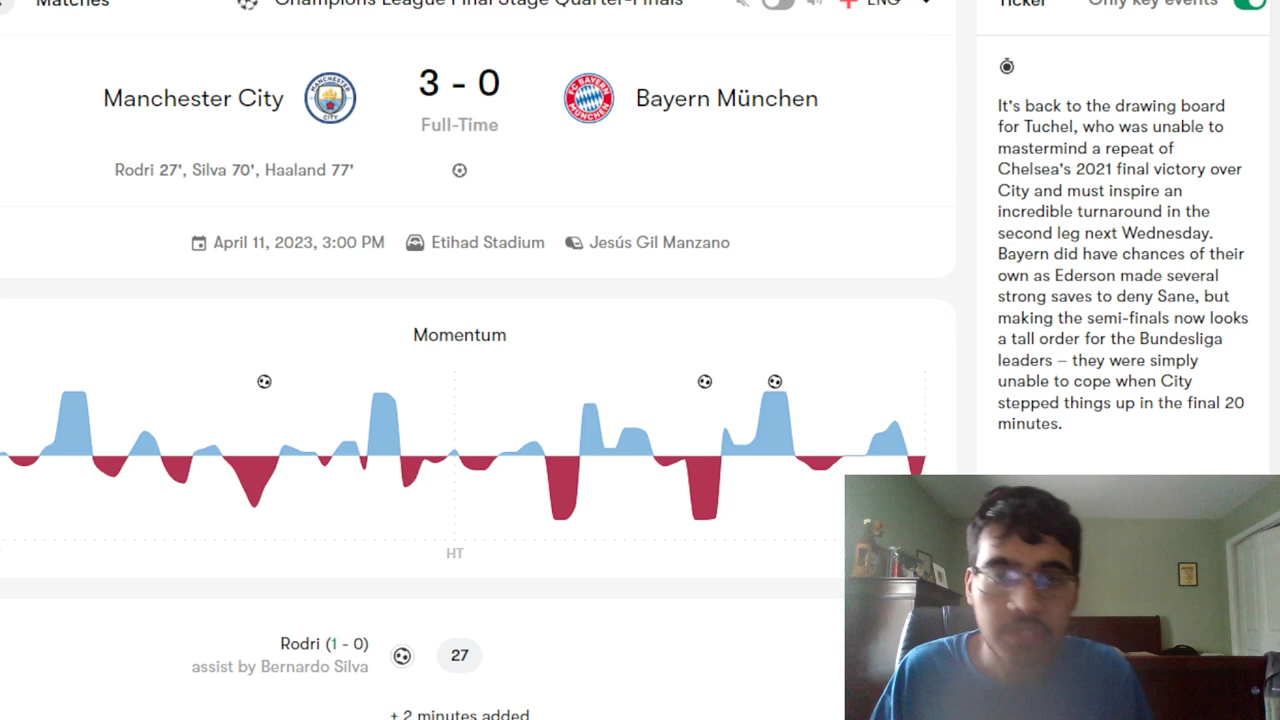 Matches
Champions League Final Stage Quarter-Finals
ENG
Manchester City
3 - 0
Bayern München
Full-Time
Rodri 27', Silva 70', Haaland 77'
April 11, 2023, 3:00 PM
Etihad Stadium
Jesús Gil Manzano
Momentum
HT
Rodri (1 - 0)
27
assist by Bernardo Silva
+ 2 minutes added
Ticker
Only key events
It's back to the drawing board
for Tuchel, who was unable to
mastermind a repeat of
Chelsea's 2021 final victory over
City and must inspire an
incredible turnaround in the
second leg next Wednesday.
Bayern did have chances of their
own as Ederson made several
strong saves to deny Sane, but
making the semi-finals now looks
a tall order for the Bundesliga
leaders – they were simply
unable to cope when City
stepped things up in the final 20
minutes.